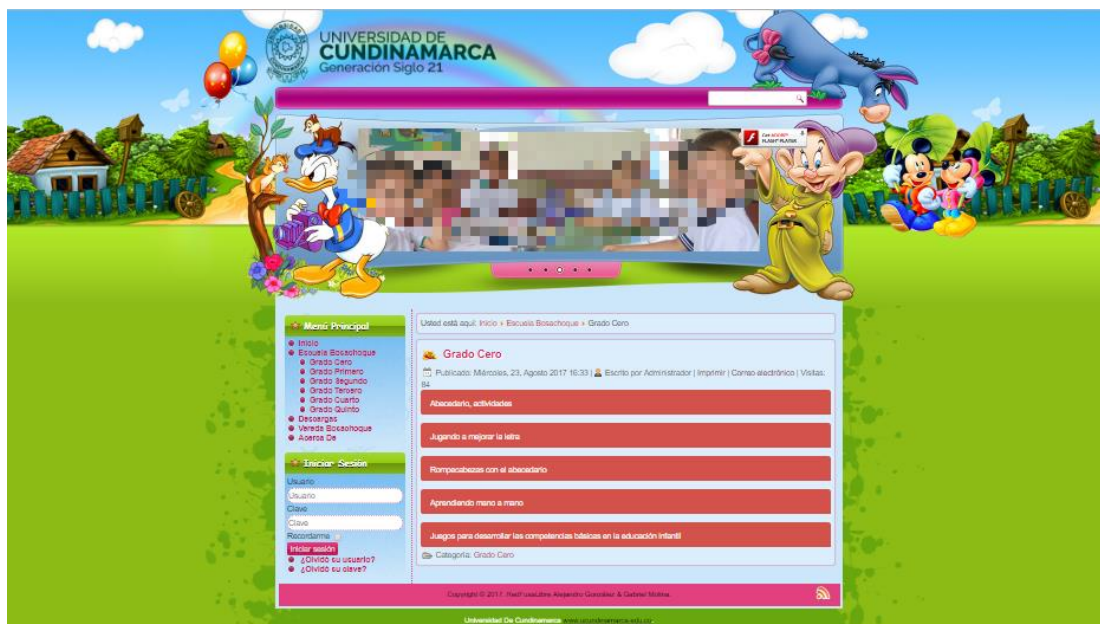 UNIVERSIDAD DE
CUNDINAMARCA
Generación Siglo 21
Get ADOBE®
FLASH® PLAYER
Menú Principal
Inicio
Escuela Bosachoque
Grado Cero
Grado Primero
Grado Segundo
Grado Tercero
Grado Cuarto
Grado Quinto
Descargas
Vereda Bosachoque
Acerca De
Iniciar Sesión
Usuario
Usuario
Clave
Clave
Recordarme
Iniciar sesión
¿Olvidó su usuario?
¿Olvidó su clave?
Usted está aquí: Inicio Escuela Bosachoque Grado Cero
Grado Cero
Publicado: Miércoles, 23, Agosto 2017 16:33 | Escrito por Administrador | Imprimir | Correo electrónico | Visitas:
84
Abecedario, actividades
Jugando a mejorar la letra
Rompecabezas con el abecedario
Aprendiendo mano a mano
Juegos para desarrollar las competencias básicas en la educación infantil
Categoría: Grado Cero
Copyright © 2017. Alejandro González & Gabriel Molina.
Universidad De Cundinamarca www.ucundinamarca.edu.co